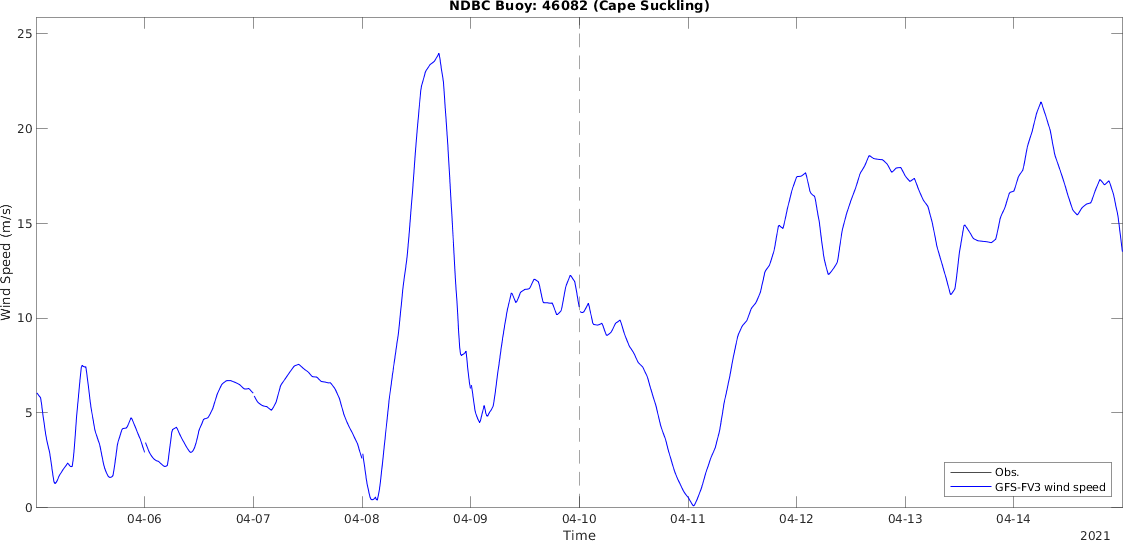 NDBC Buoy: 46082 (Cape Suckling)
25
20
15
10
5
0
Wind Speed (m/s)
04-06 04-07 04-08 04-09 04-10 04-11 04-12 04-13 04-14
Time
2021
Obs.
GFS-FV3 wind speed